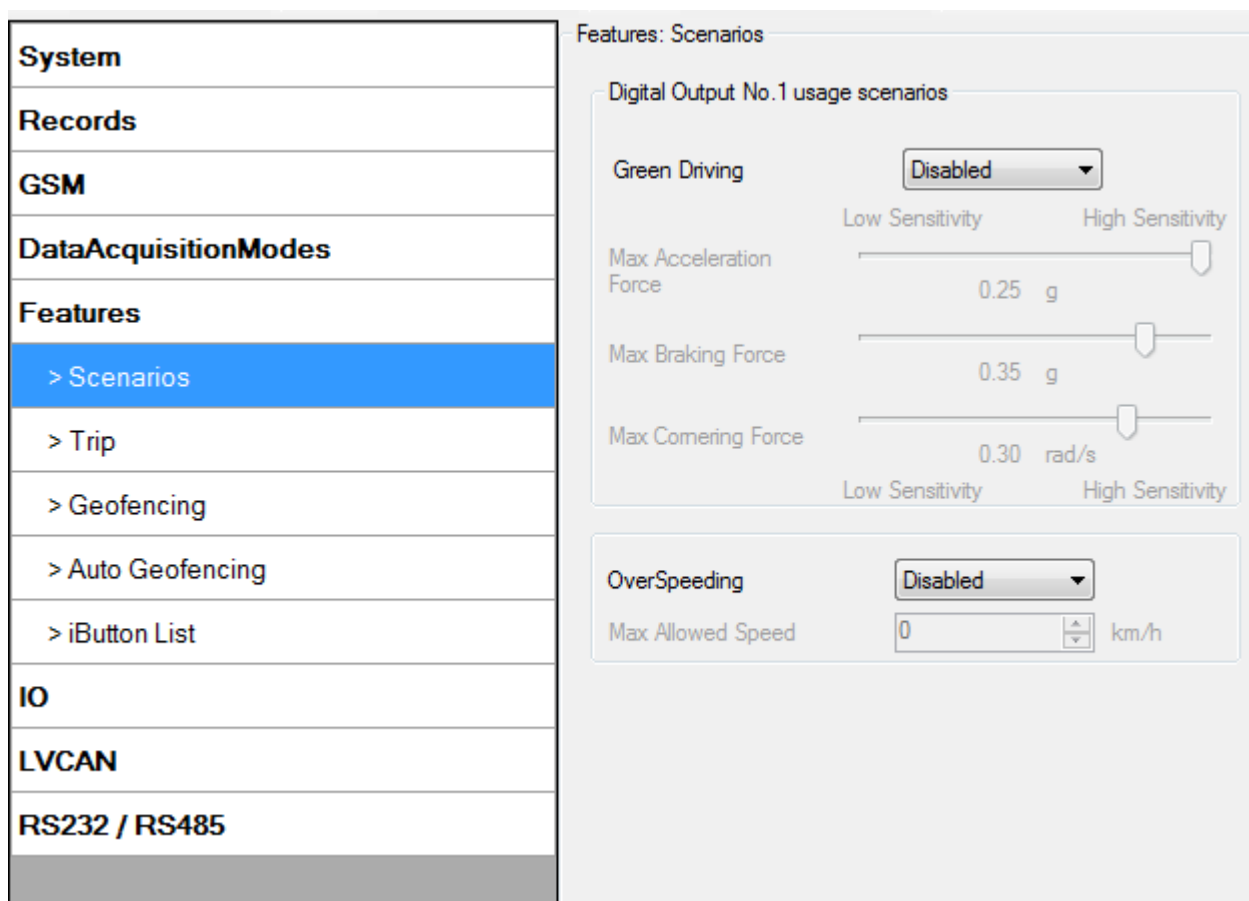 System
Records
GSM
DataAcquisitionModes
Features
> Scenarios
> Trip
> Geofencing
> Auto Geofencing
> iButton List
IO
LVCAN
RS232 / RS485
Features: Scenarios
Digital Output No.1 usage scenarios
Green Driving Disabled
Low Sensitivity High Sensitivity
Max Acceleration
Force
0.25 g
Max Braking Force
0.35 g
Max Cornering Force
0.30 rad/s
Low Sensitivity High Sensitivity
OverSpeeding Disabled
Max Allowed Speed 0 km/h